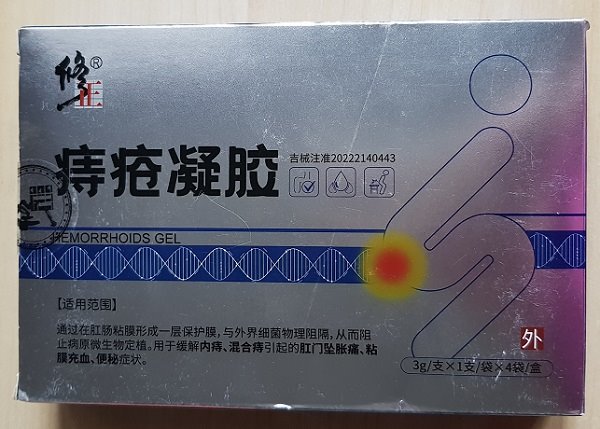 修正®
吉械注准20222140443
痔疮凝胶
HEMORRHOIDS GEL
【适用范围】
通过在肛肠粘膜形成一层保护膜，与外界细菌物理阻隔，从而阻
止病原微生物定植。用于缓解内痔、混合痔引起的肛门坠胀痛、粘
膜充血、便秘症状。
外
3g/支×1支/袋×4袋/盒